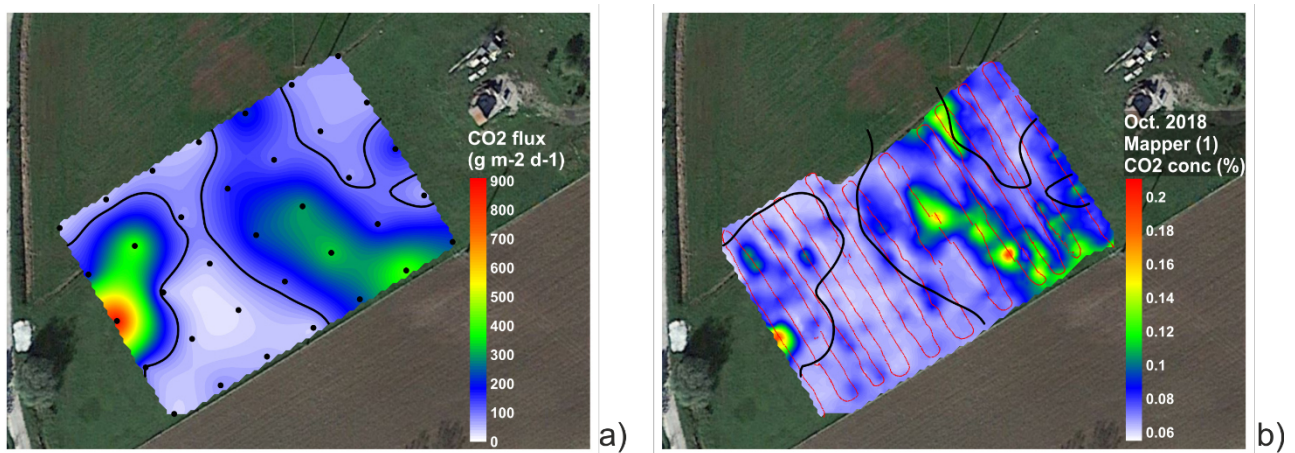 CO2 flux
(g m-2 d-1)
900
800
700
600
500
400
300
200
100
0
a)
Oct. 2018
Mapper (1)
CO2 conc (%)
0.2
0.18
0.16
0.14
0.12
0.1
0.08
0.06
b)